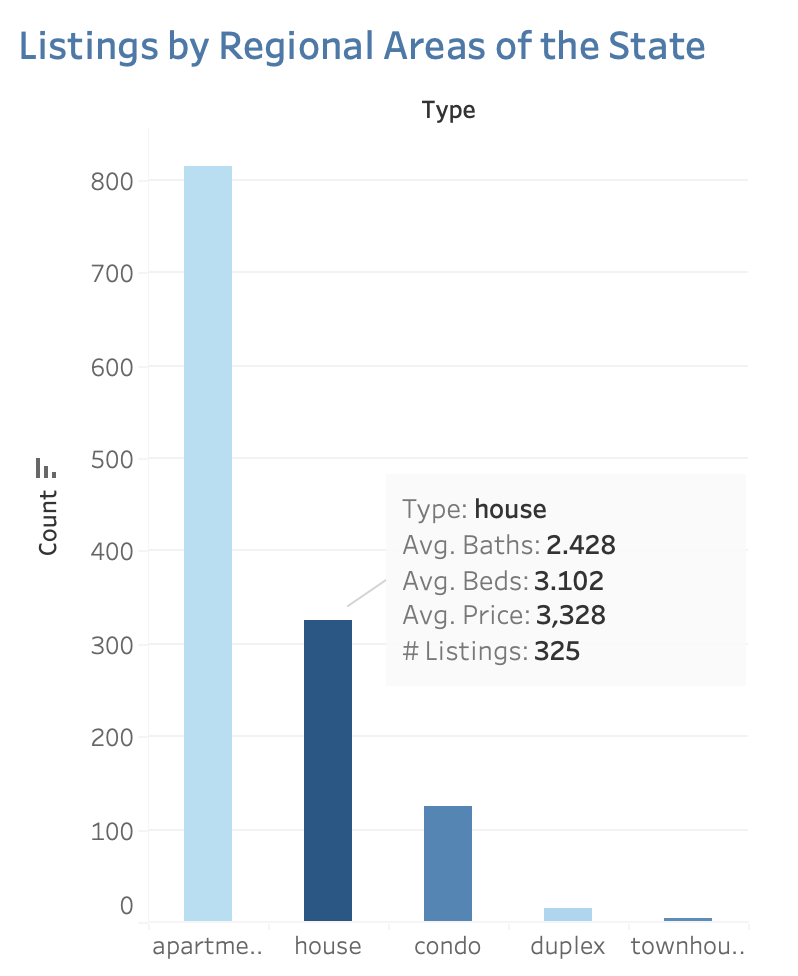 Listings by Regional Areas of the State
Type
800
700
600
500
400
300
200
100
0
Count
Type: house
Avg. Baths: 2.428
Avg. Beds: 3.102
Avg. Price: 3,328
# Listings: 325
apartme.. house condo duplex townhou..